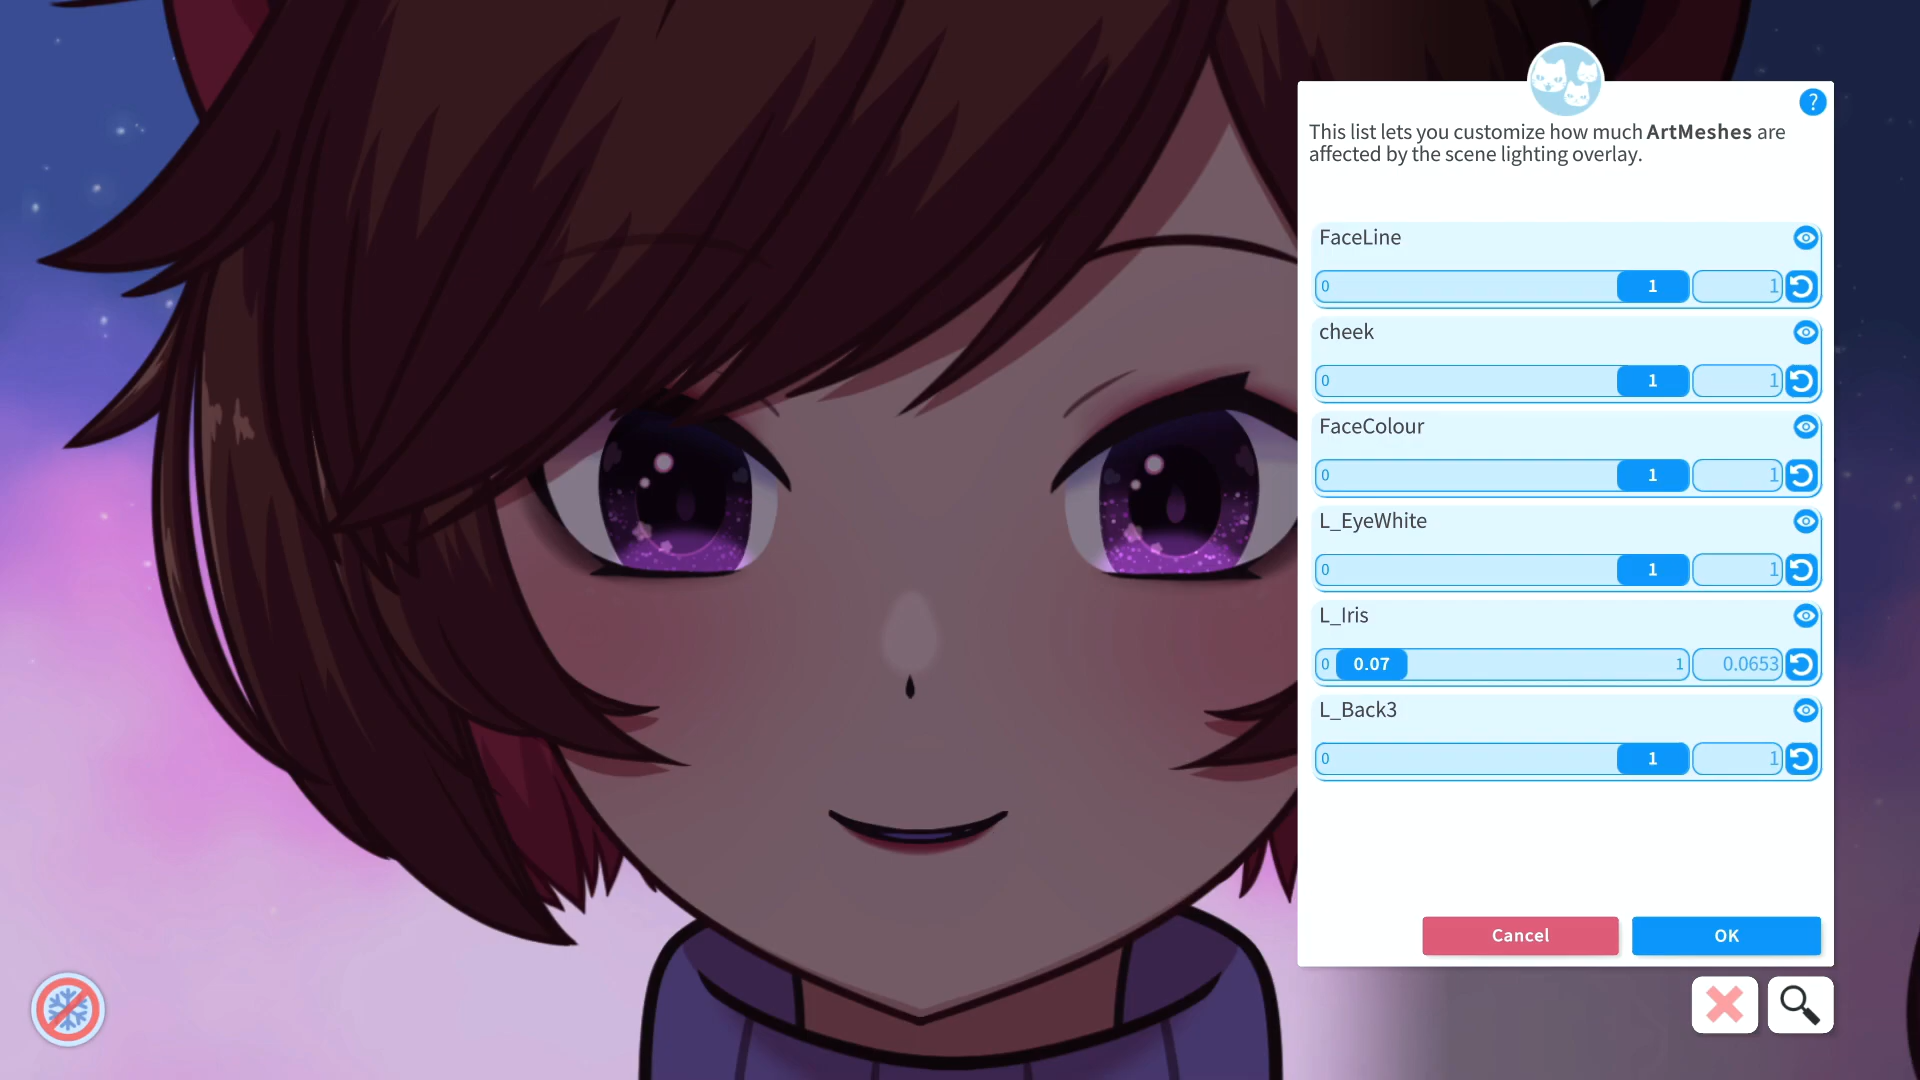 ?
This list lets you customize how much ArtMeshes are
affected by the scene lighting overlay.
FaceLine
0 1 1
cheek
0 1 1
FaceColour
0 1 1
L_EyeWhite
0 1 1
L_Iris
0 0.07 1 0.0653
L_Back3
0 1 1
Cancel OK